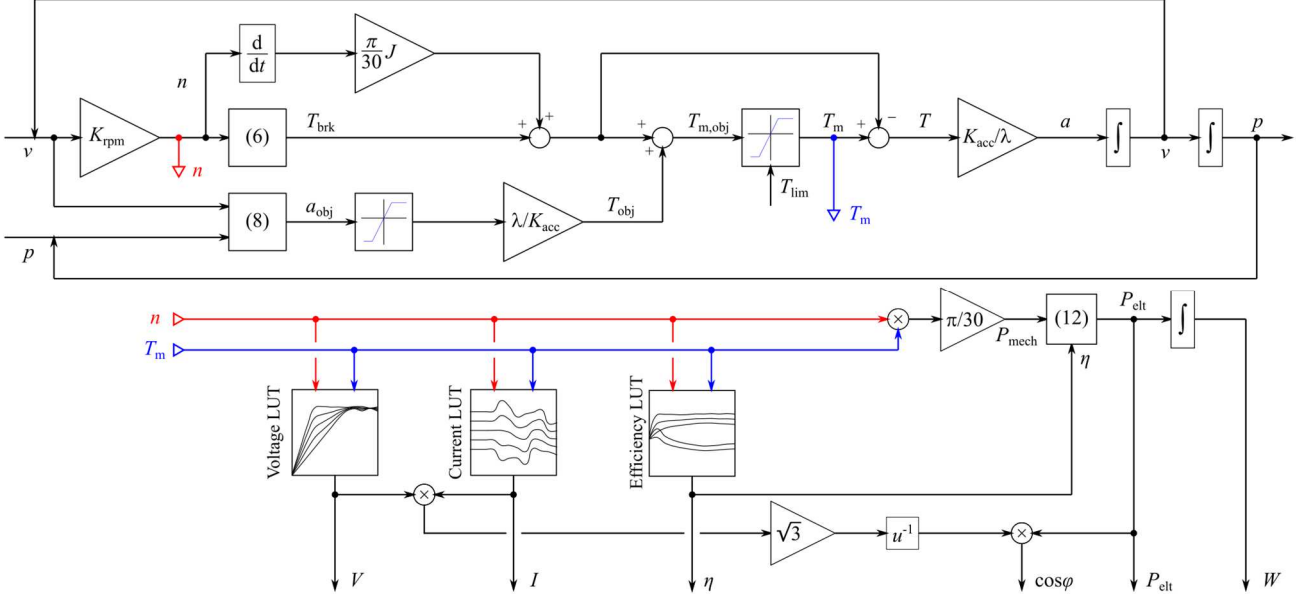 d
dt
π
30
J
n
v
K_rpm
n
(6)
T_brk
+
+
+
+
T_m,obj
T_lim
T_m
T_m
+
−
T
K_acc/λ
a
∫
v
∫
p
p
(8)
a_obj
λ/K_acc
T_obj
n
T_m
×
π/30
P_mech
(12)
η
P_elt
∫
Voltage LUT
Current LUT
Efficiency LUT
×
√3
u⁻¹
×
V
I
η
cosφ
P_elt
W